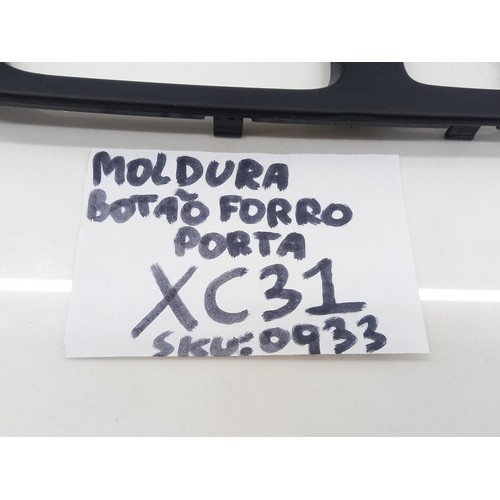 MOLDURA
BOTAÕ FORRO
PORTA
XC31
SKU:0933